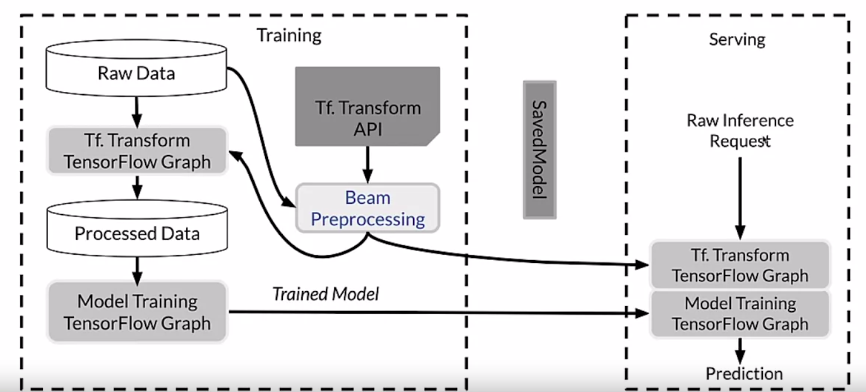 Training
Raw Data
Tf. Transform
TensorFlow Graph
Processed Data
Model Training
TensorFlow Graph
Tf. Transform
API
Beam
Preprocessing
Trained Model
SavedModel
Serving
Raw Inference
Request
Tf. Transform
TensorFlow Graph
Model Training
TensorFlow Graph
Prediction